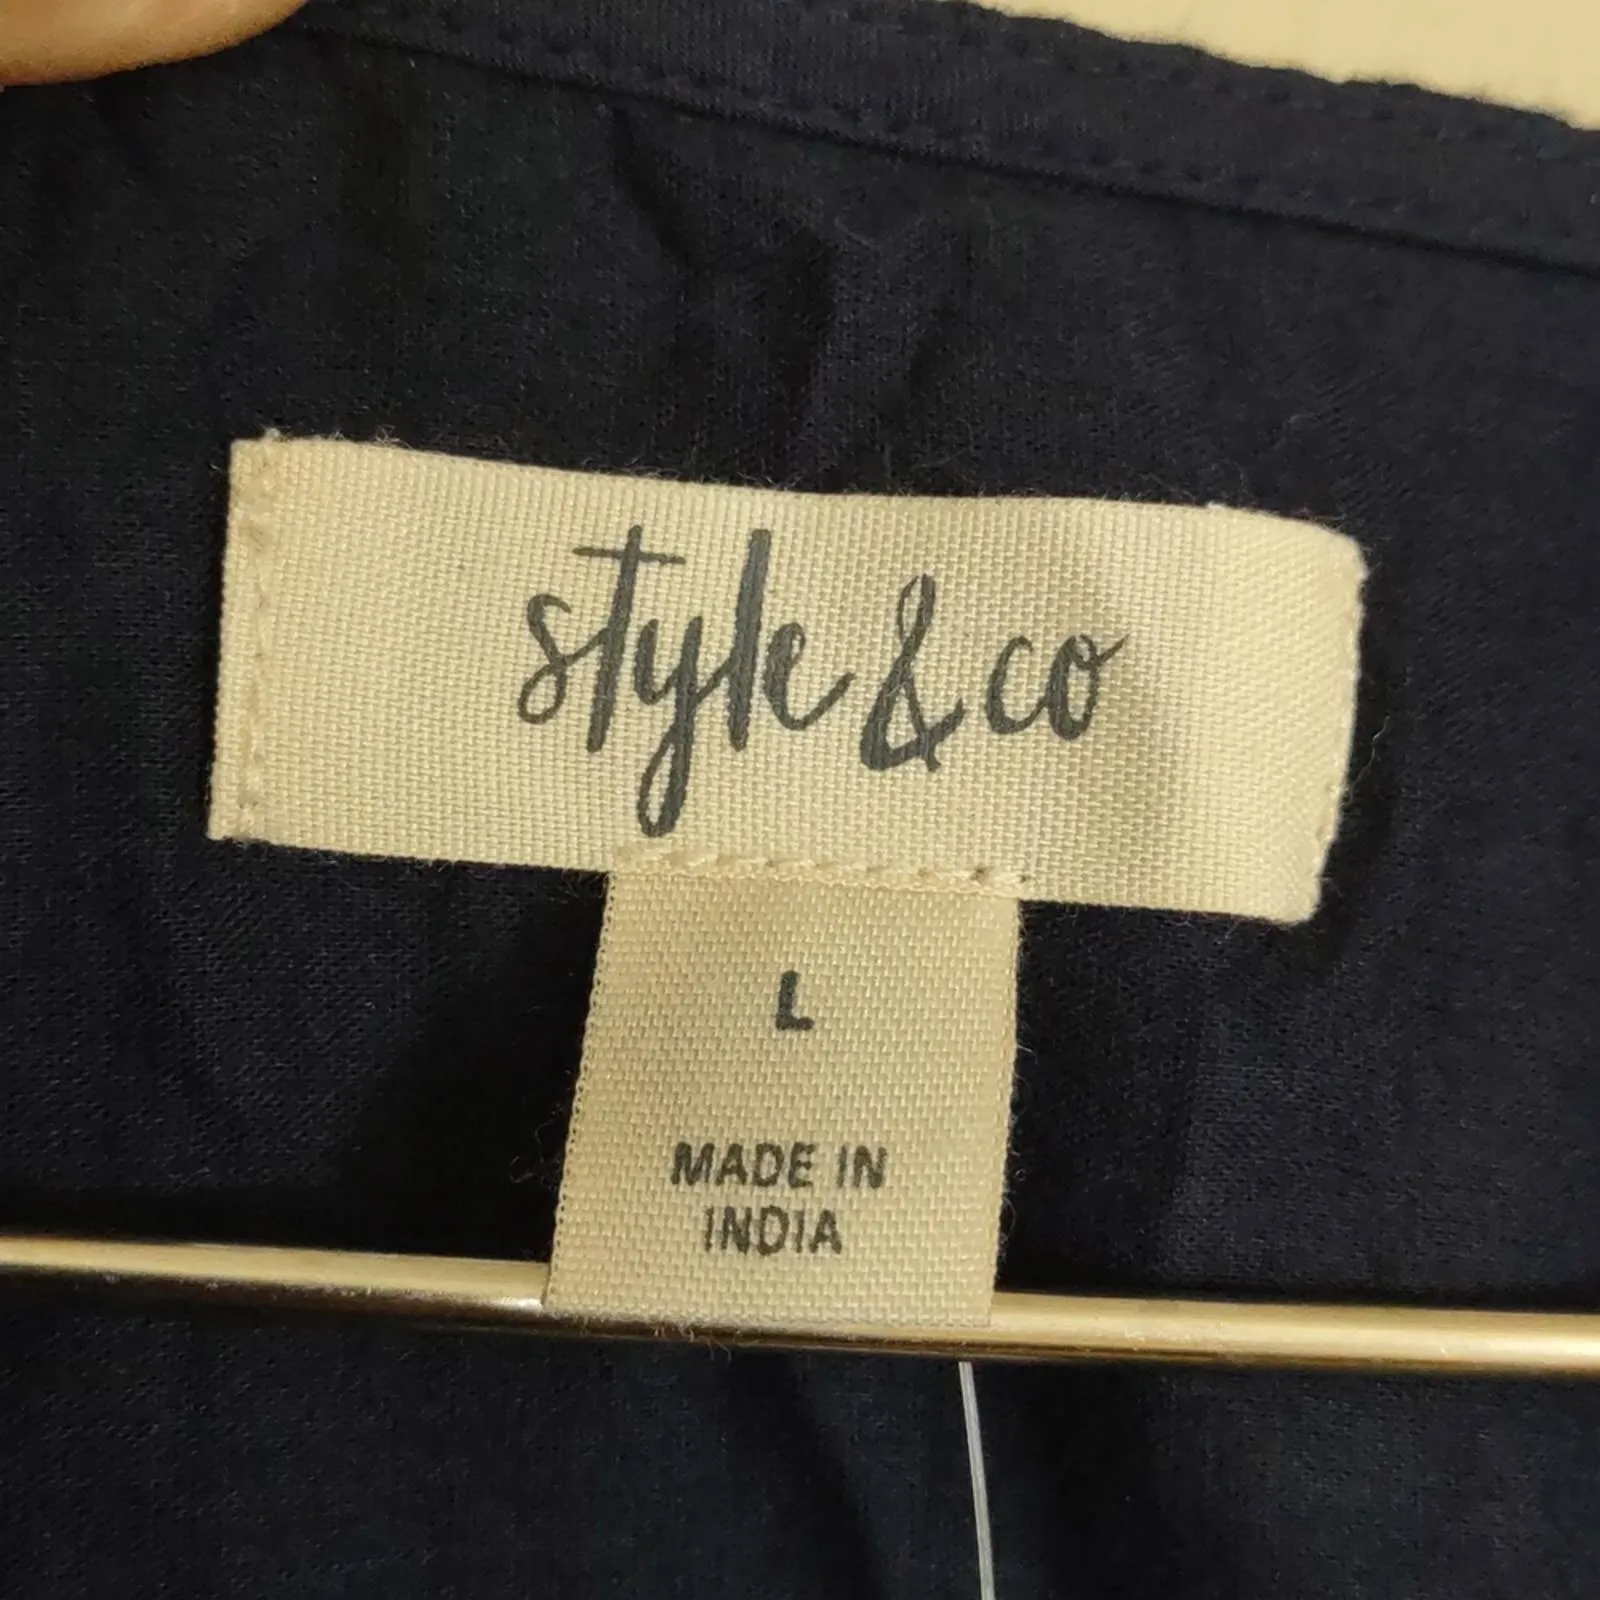 style & co
L
MADE IN
INDIA